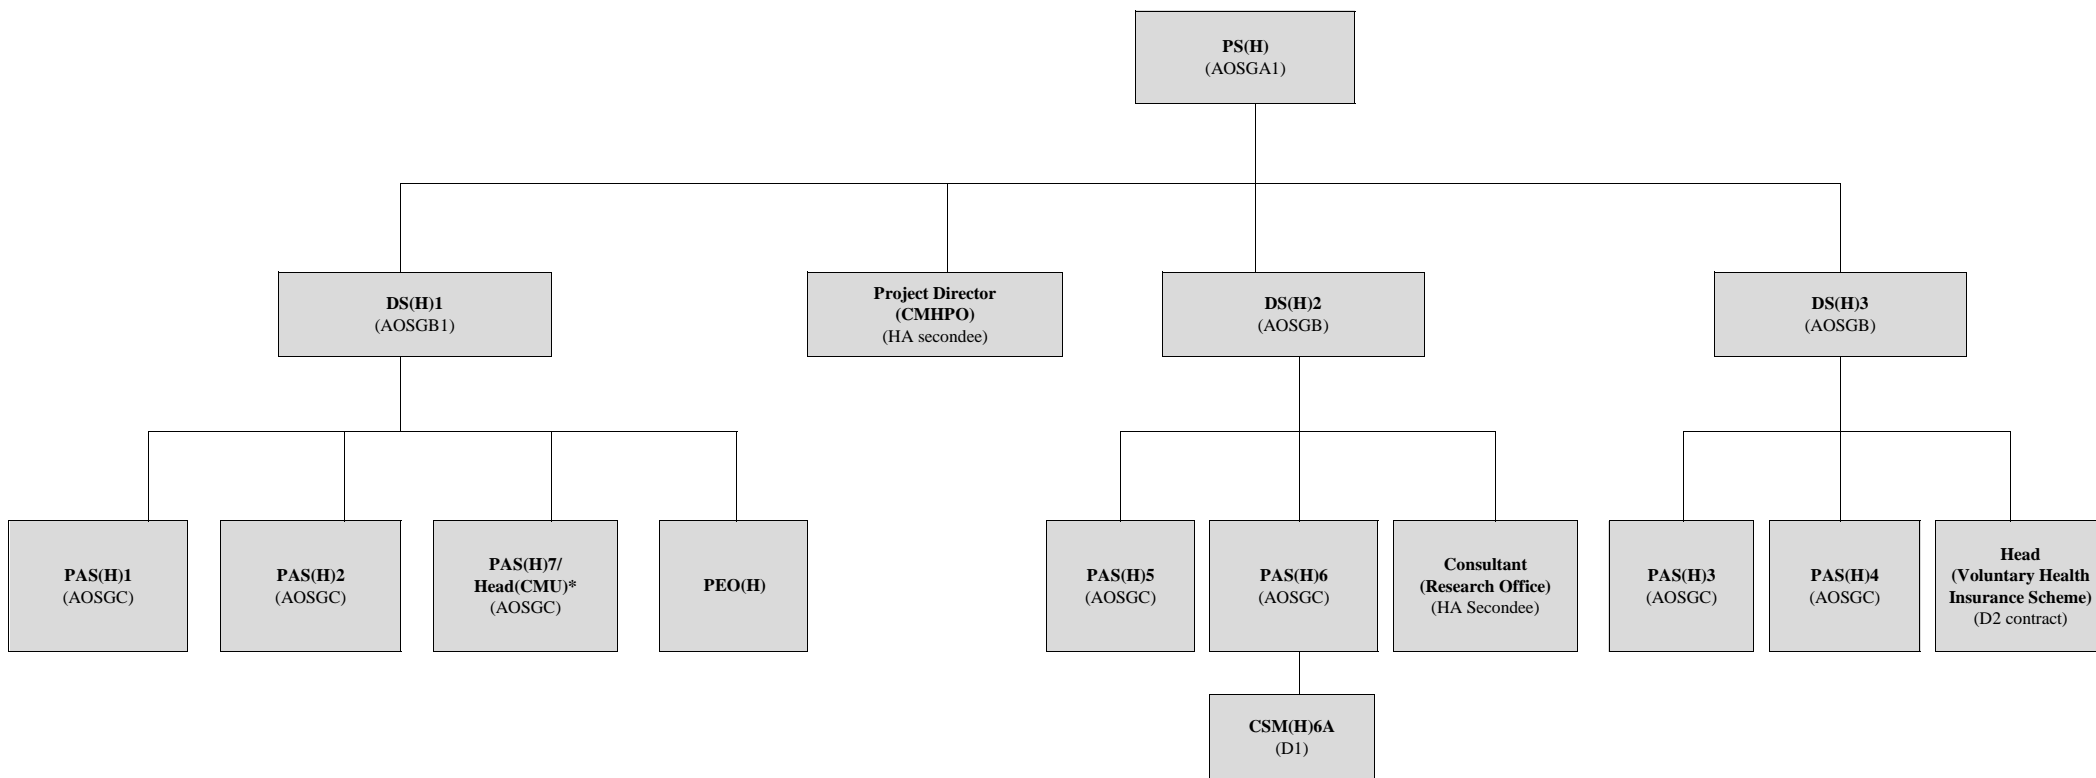 PS(H)
(AOSGA1)
DS(H)1
(AOSGB1)
Project Director
(CMHPO)
(HA secondee)
DS(H)2
(AOSGB)
DS(H)3
(AOSGB)
PAS(H)1
(AOSGC)
PAS(H)2
(AOSGC)
PAS(H)7/
Head(CMU)*
(AOSGC)
PEO(H)
PAS(H)5
(AOSGC)
PAS(H)6
(AOSGC)
Consultant
(Research Office)
(HA Secondee)
PAS(H)3
(AOSGC)
PAS(H)4
(AOSGC)
Head
(Voluntary Health
Insurance Scheme)
(D2 contract)
CSM(H)6A
(D1)